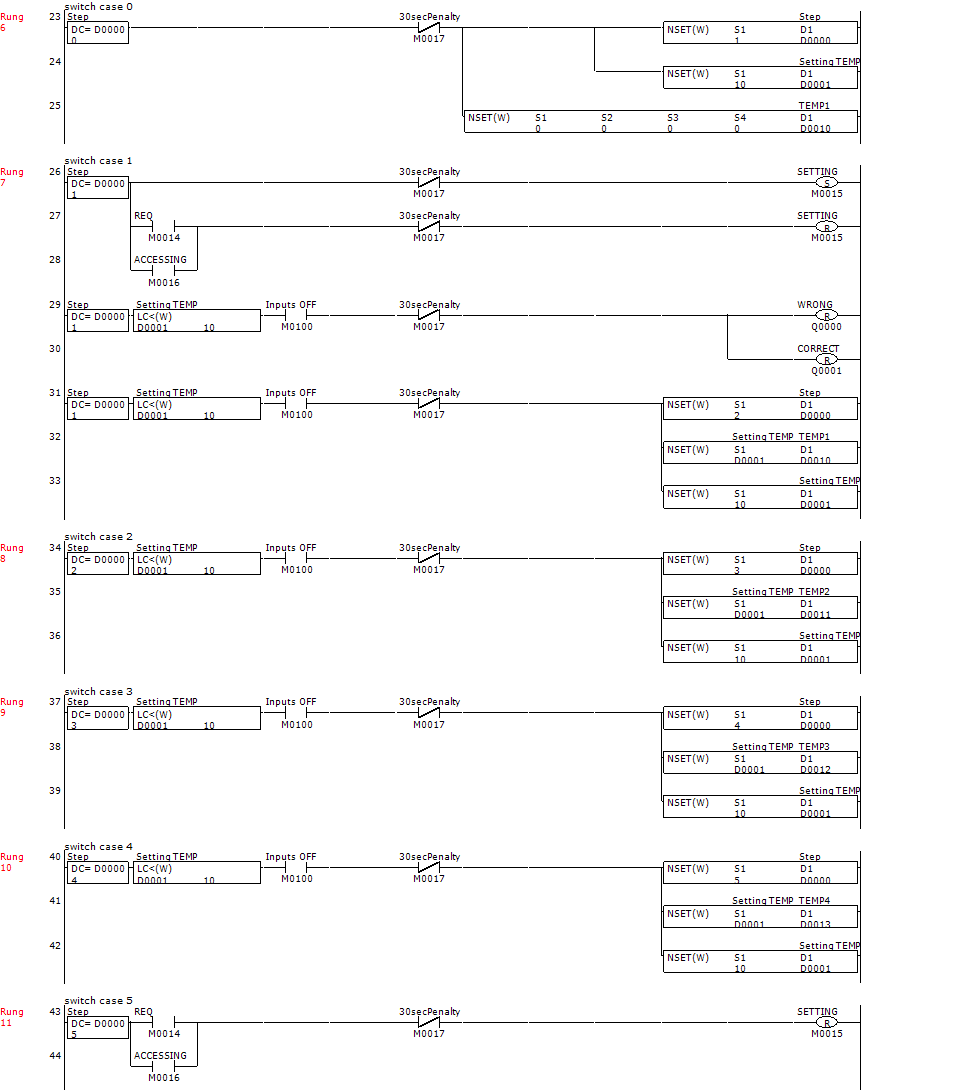 switch case 0
Rung 23 Step 30secPenalty Step
6 DC= D0000 NSET(W) S1 D1
0 M0017 1 D0000
24 Setting TEMP
NSET(W) S1 D1
10 D0001
25 TEMP1
NSET(W) S1 S2 S3 S4 D1
0 0 0 0 D0010
switch case 1
Rung 26 Step 30secPenalty SETTING
7 DC= D0000 S
1 M0017 M0015
27 REQ 30secPenalty SETTING
R
M0014 M0017 M0015
28 ACCESSING
M0016
29 Step Setting TEMP Inputs OFF 30secPenalty WRONG
DC= D0000 LC<(W) R
1 D0001 10 M0100 M0017 Q0000
30 CORRECT
R
Q0001
31 Step Setting TEMP Inputs OFF 30secPenalty Step
DC= D0000 LC<(W) NSET(W) S1 D1
1 D0001 10 M0100 M0017 2 D0000
32 Setting TEMP TEMP1
NSET(W) S1 D1
D0001 D0010
33 Setting TEMP
NSET(W) S1 D1
10 D0001
switch case 2
Rung 34 Step Setting TEMP Inputs OFF 30secPenalty Step
8 DC= D0000 LC<(W) NSET(W) S1 D1
2 D0001 10 M0100 M0017 3 D0000
35 Setting TEMP TEMP2
NSET(W) S1 D1
D0001 D0011
36 Setting TEMP
NSET(W) S1 D1
10 D0001
switch case 3
Rung 37 Step Setting TEMP Inputs OFF 30secPenalty Step
9 DC= D0000 LC<(W) NSET(W) S1 D1
3 D0001 10 M0100 M0017 4 D0000
38 Setting TEMP TEMP3
NSET(W) S1 D1
D0001 D0012
39 Setting TEMP
NSET(W) S1 D1
10 D0001
switch case 4
Rung 40 Step Setting TEMP Inputs OFF 30secPenalty Step
10 DC= D0000 LC<(W) NSET(W) S1 D1
4 D0001 10 M0100 M0017 5 D0000
41 Setting TEMP TEMP4
NSET(W) S1 D1
D0001 D0013
42 Setting TEMP
NSET(W) S1 D1
10 D0001
switch case 5
Rung 43 Step REQ 30secPenalty SETTING
11 DC= D0000 R
5 M0014 M0017 M0015
44 ACCESSING
M0016